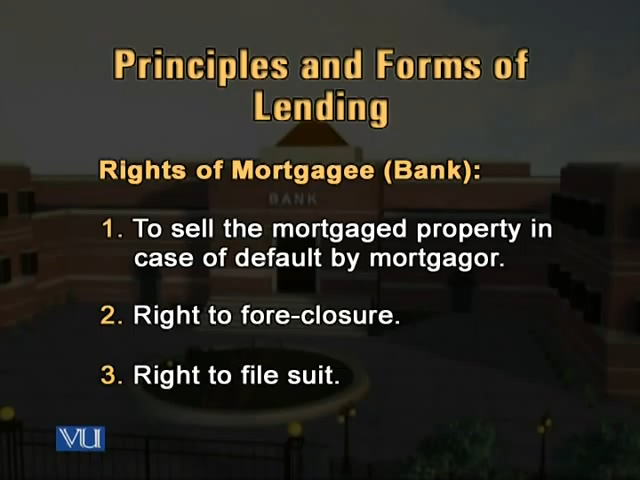 Principles and Forms of
Lending
Rights of Mortgagee (Bank):
BANK
1. To sell the mortgaged property in
case of default by mortgagor.
2. Right to fore-closure.
3. Right to file suit.
VU